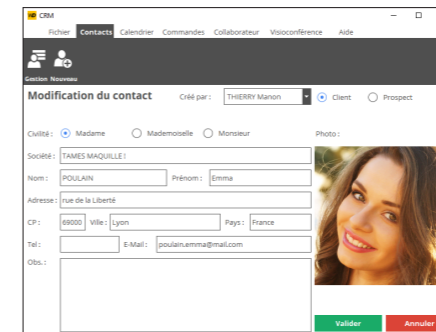 CRM
Fichier Contacts Calendrier Commandes Collaborateur Visioconférence Aide
Gestion Nouveau
Modification du contact Créé par : THIERRY Manon Client Prospect
Civilité : Madame Mademoiselle Monsieur Photo :
Société : TAMES MAQUILLE
Nom : POULAIN Prénom : Emma
Adresse : rue de la Liberté
CP : 69000 Ville : Lyon Pays : France
Tel : E-Mail : poulain.emma@mail.com
Obs. :
Valider Annuler